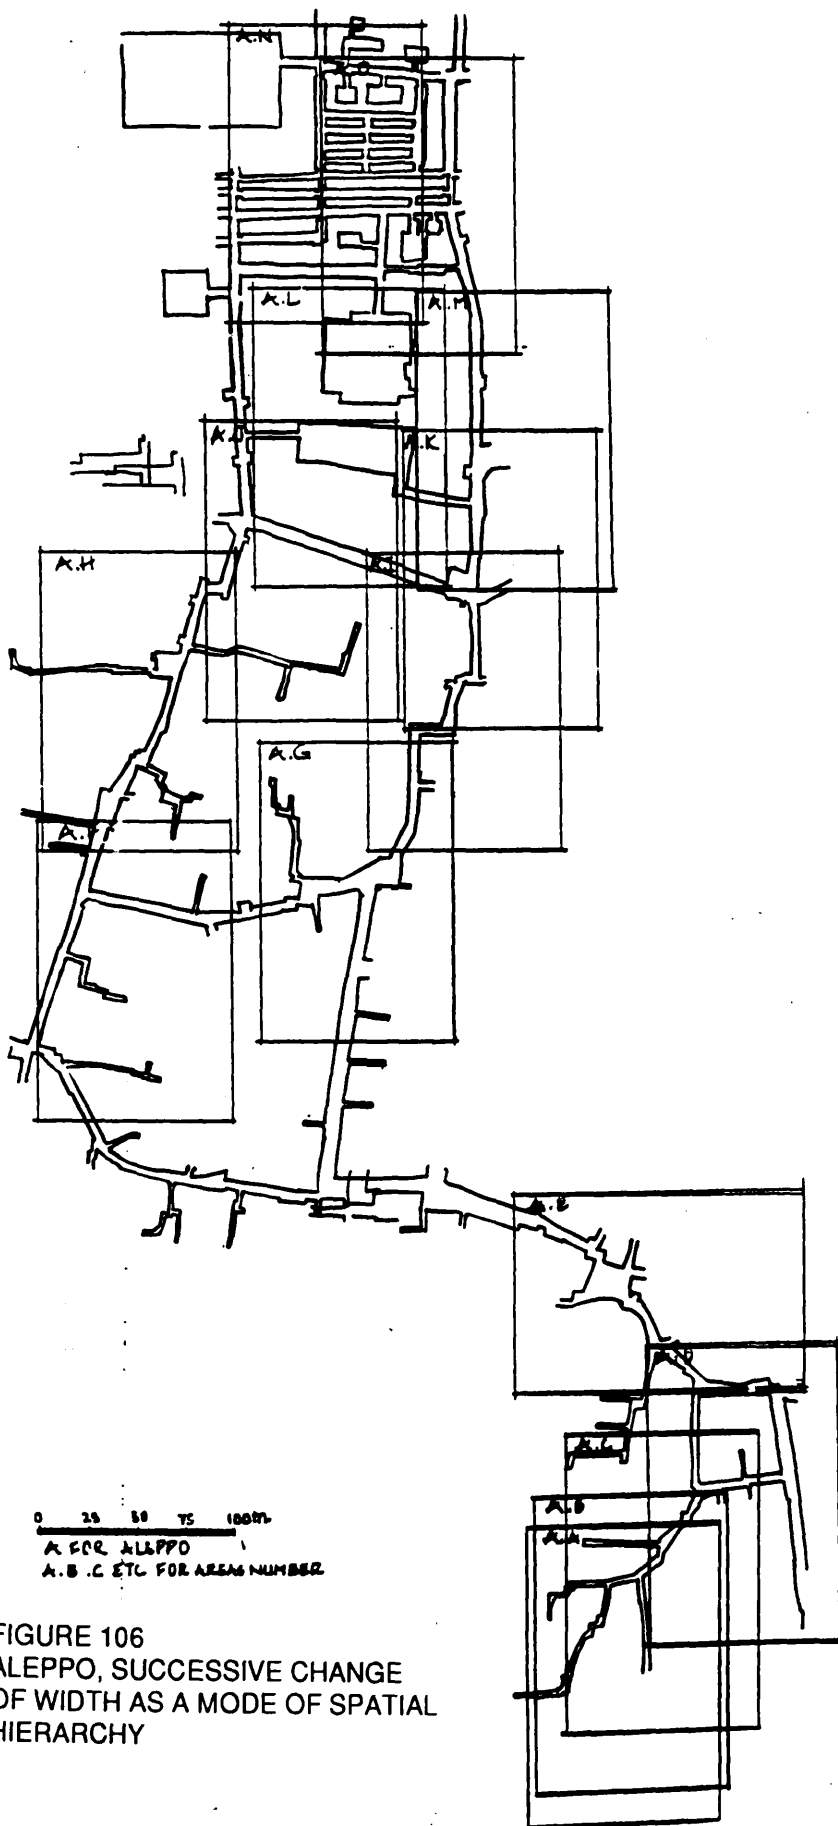 A.N
A.O
A.L
A.M
A.J
A.K
A.H
A.I
A.G
A.F
A.E
A.D
A.C
A.B
A.A
0 25 50 75 100m
A FOR ALEPPO
A.B.C ETC FOR AREAS NUMBER
FIGURE 106
ALEPPO, SUCCESSIVE CHANGE
OF WIDTH AS A MODE OF SPATIAL
HIERARCHY